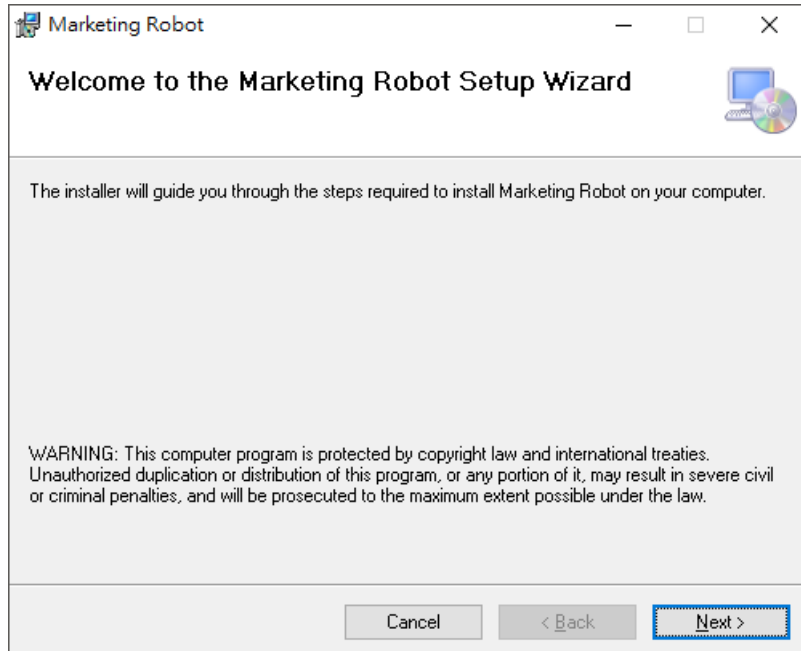 Marketing Robot
Welcome to the Marketing Robot Setup Wizard
The installer will guide you through the steps required to install Marketing Robot on your computer.
WARNING: This computer program is protected by copyright law and international treaties.
Unauthorized duplication or distribution of this program, or any portion of it, may result in severe civil
or criminal penalties, and will be prosecuted to the maximum extent possible under the law.
Cancel < Back Next >